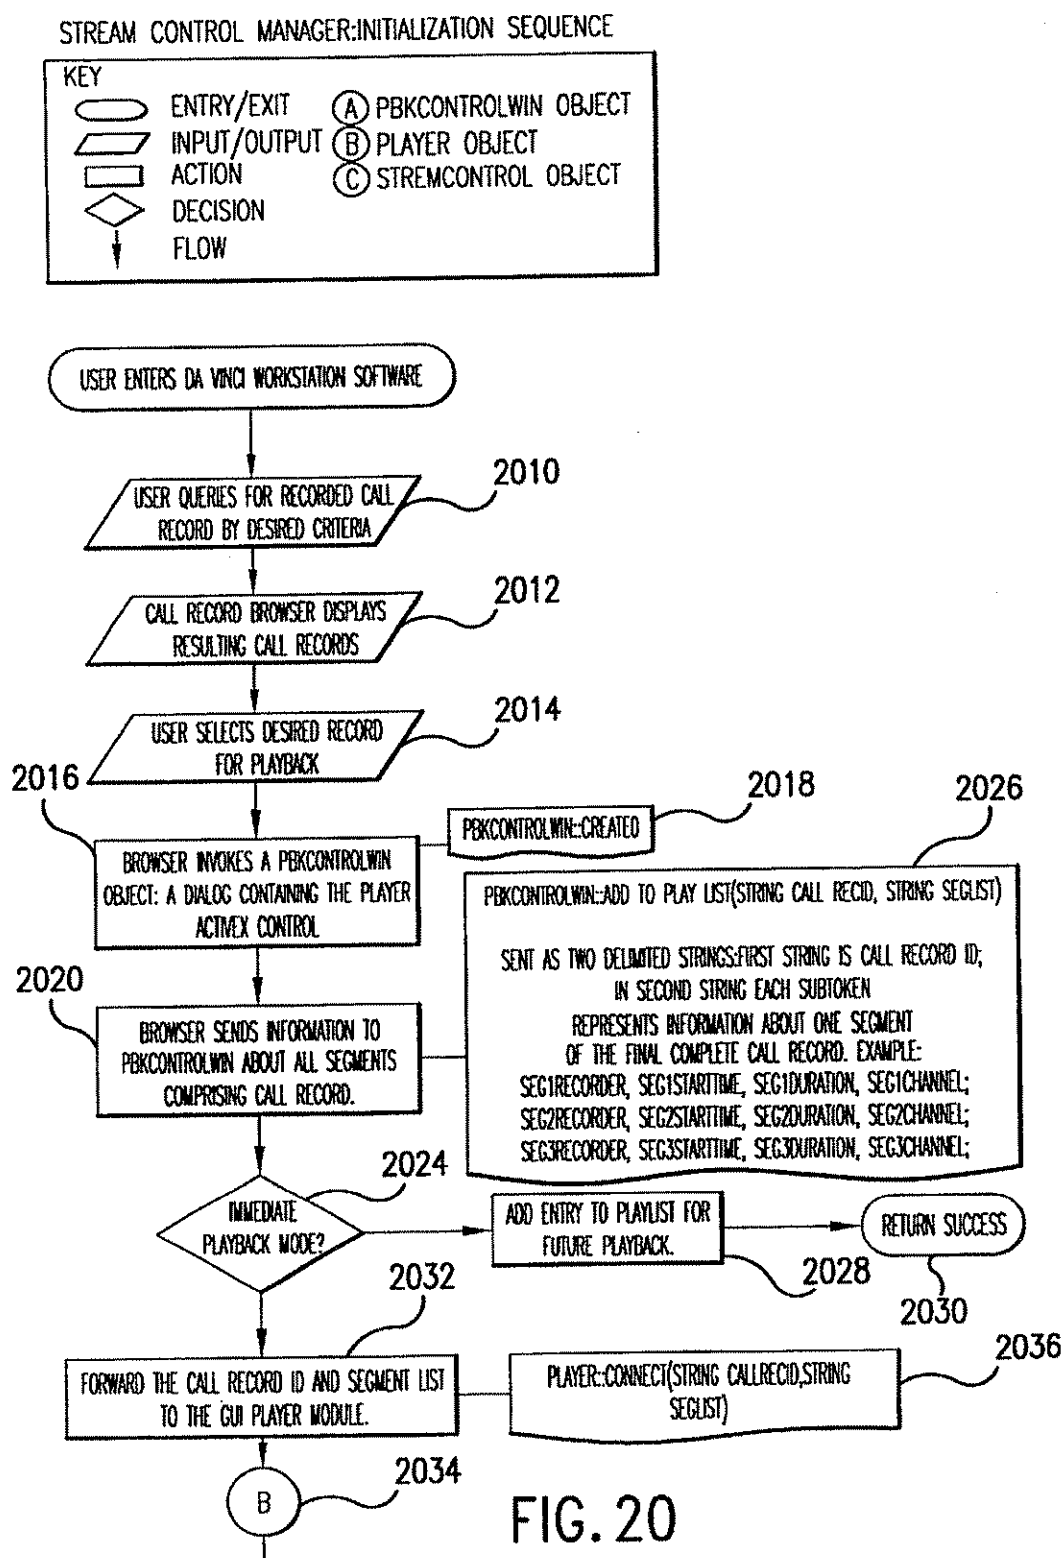 STREAM CONTROL MANAGER:INITIALIZATION SEQUENCE
KEY
ENTRY/EXIT
INPUT/OUTPUT
ACTION
DECISION
FLOW
A PBKCONTROLWIN OBJECT
B PLAYER OBJECT
C STREMCONTROL OBJECT
USER ENTERS DA VINCI WORKSTATION SOFTWARE
2010
USER QUERIES FOR RECORDED CALL
RECORD BY DESIRED CRITERIA
2012
CALL RECORD BROWSER DISPLAYS
RESULTING CALL RECORDS
2014
USER SELECTS DESIRED RECORD
FOR PLAYBACK
2016
BROWSER INVOKES A PBKCONTROLWIN
OBJECT: A DIALOG CONTAINING THE PLAYER
ACTIVEX CONTROL
2018
PBKCONTROLWIN::CREATED
2026
PBKCONTROLWIN::ADD TO PLAY LIST(STRING CALL RECID, STRING SEGLIST)
SENT AS TWO DELIMITED STRINGS:FIRST STRING IS CALL RECORD ID;
IN SECOND STRING EACH SUBTOKEN
REPRESENTS INFORMATION ABOUT ONE SEGMENT
OF THE FINAL COMPLETE CALL RECORD. EXAMPLE:
SEG1RECORDER, SEG1STARTTIME, SEG1DURATION, SEG1CHANNEL;
SEG2RECORDER, SEG2STARTTIME, SEG2DURATION, SEG2CHANNEL;
SEG3RECORDER, SEG3STARTTIME, SEG3DURATION, SEG3CHANNEL;
2020
BROWSER SENDS INFORMATION TO
PBKCONTROLWIN ABOUT ALL SEGMENTS
COMPRISING CALL RECORD.
2024
IMMEDIATE
PLAYBACK MODE?
ADD ENTRY TO PLAYLIST FOR
FUTURE PLAYBACK.
2028
RETURN SUCCESS
2030
2032
FORWARD THE CALL RECORD ID AND SEGMENT LIST
TO THE GUI PLAYER MODULE.
2036
PLAYER::CONNECT(STRING CALLRECID,STRING
SEGLIST)
B
2034
FIG. 20